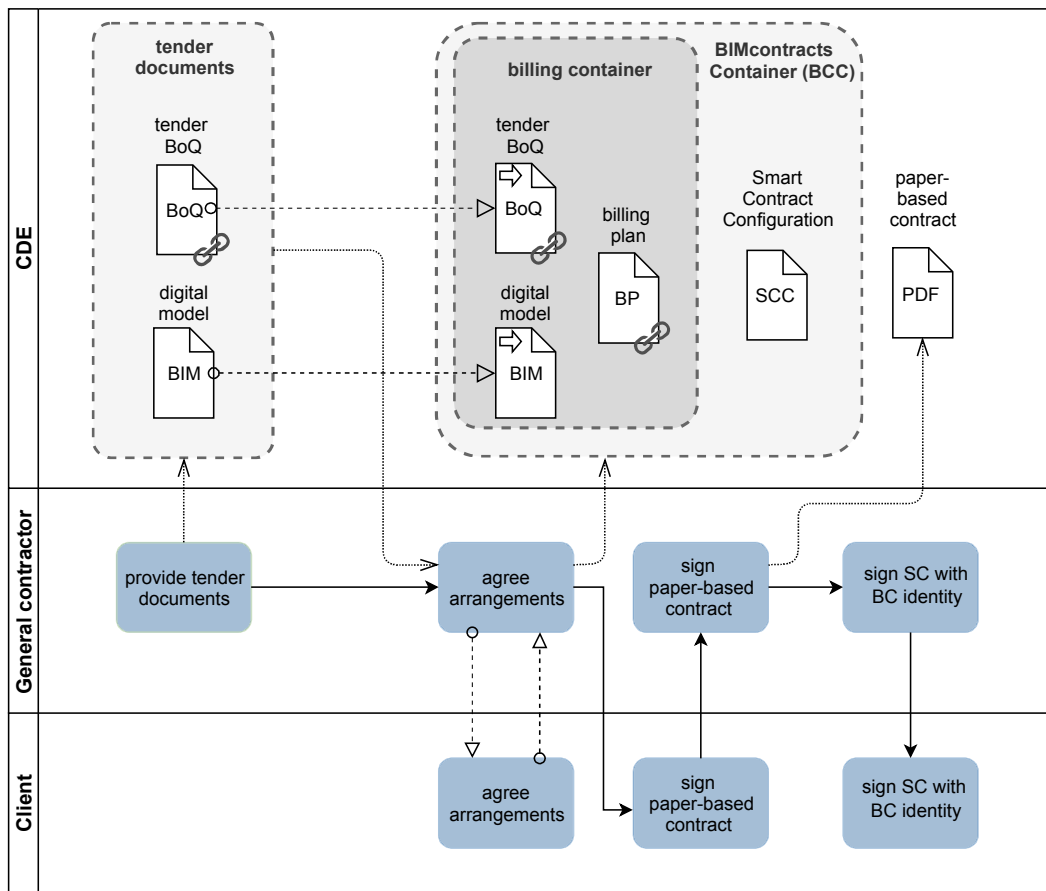 CDE
tender
documents
tender
BoQ
BoQ
digital
model
BIM
BIMcontracts
Container (BCC)
billing container
tender
BoQ
BoQ
digital
model
BIM
billing
plan
BP
Smart
Contract
Configuration
SCC
paper-
based
contract
PDF
General contractor
provide tender
documents
agree
arrangements
sign
paper-based
contract
sign SC with
BC identity
Client
agree
arrangements
sign
paper-based
contract
sign SC with
BC identity